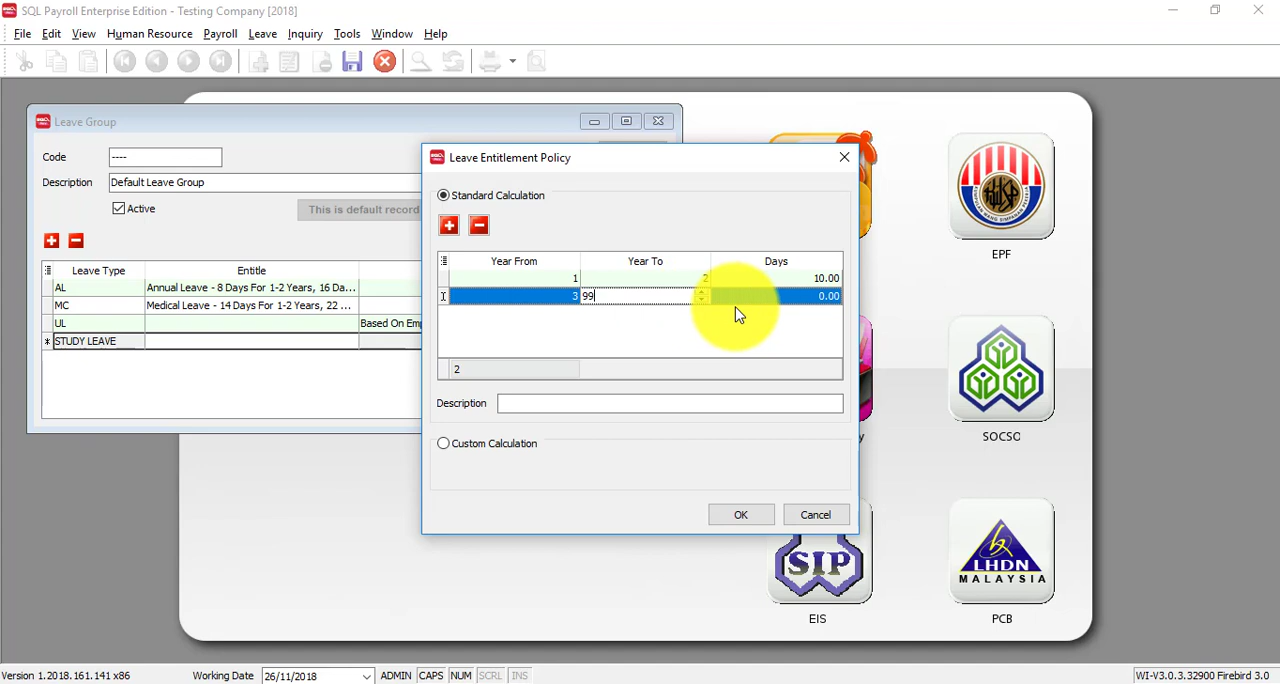 SQL Payroll Enterprise Edition - Testing Company [2018]
File Edit View Human Resource Payroll Leave Inquiry Tools Window Help
Leave Group
Code ----
Description Default Leave Group
Active
This is default record
Leave Type Entitle
AL Annual Leave - 8 Days For 1-2 Years, 16 Da...
MC Medical Leave - 14 Days For 1-2 Years, 22 ...
UL Based On Emp
STUDY LEAVE
Leave Entitlement Policy
Standard Calculation
Year From Year To Days
1 2 10.00
3 99 0.00
2
Description
Custom Calculation
OK Cancel
EPF
SOCSO
y
SIP
EIS
LHDN
MALAYSIA
PCB
Version 1.2018.161.141 x86 Working Date 26/11/2018 ADMIN CAPS NUM SCRL INS WI-V3.0.3.32900 Firebird 3.0